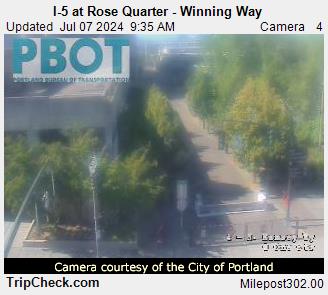 I-5 at Rose Quarter - Winning Way
Updated Jul 07 2024 9:35 AM Camera 4
PBOT
PORTLAND BUREAU OF TRANSPORTATION
Camera courtesy of the City of Portland
TripCheck.com Milepost302.00